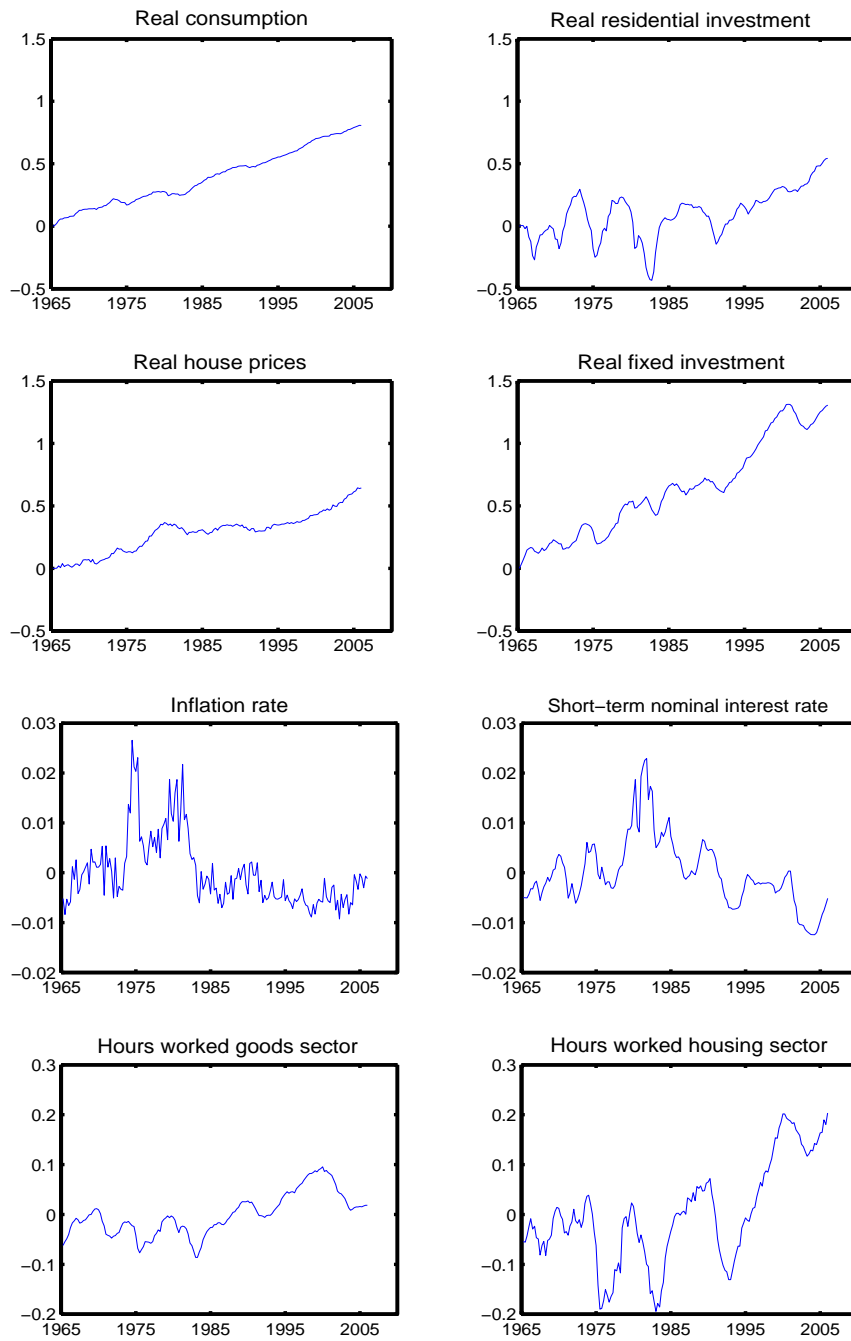 Real consumption
1.5
1
0.5
0
−0.5
1965 1975 1985 1995 2005
Real residential investment
1.5
1
0.5
0
−0.5
1965 1975 1985 1995 2005
Real house prices
1.5
1
0.5
0
−0.5
1965 1975 1985 1995 2005
Real fixed investment
1.5
1
0.5
0
−0.5
1965 1975 1985 1995 2005
Inflation rate
0.03
0.02
0.01
0
−0.01
−0.02
1965 1975 1985 1995 2005
Short−term nominal interest rate
0.03
0.02
0.01
0
−0.01
−0.02
1965 1975 1985 1995 2005
Hours worked goods sector
0.3
0.2
0.1
0
−0.1
−0.2
1965 1975 1985 1995 2005
Hours worked housing sector
0.3
0.2
0.1
0
−0.1
−0.2
1965 1975 1985 1995 2005